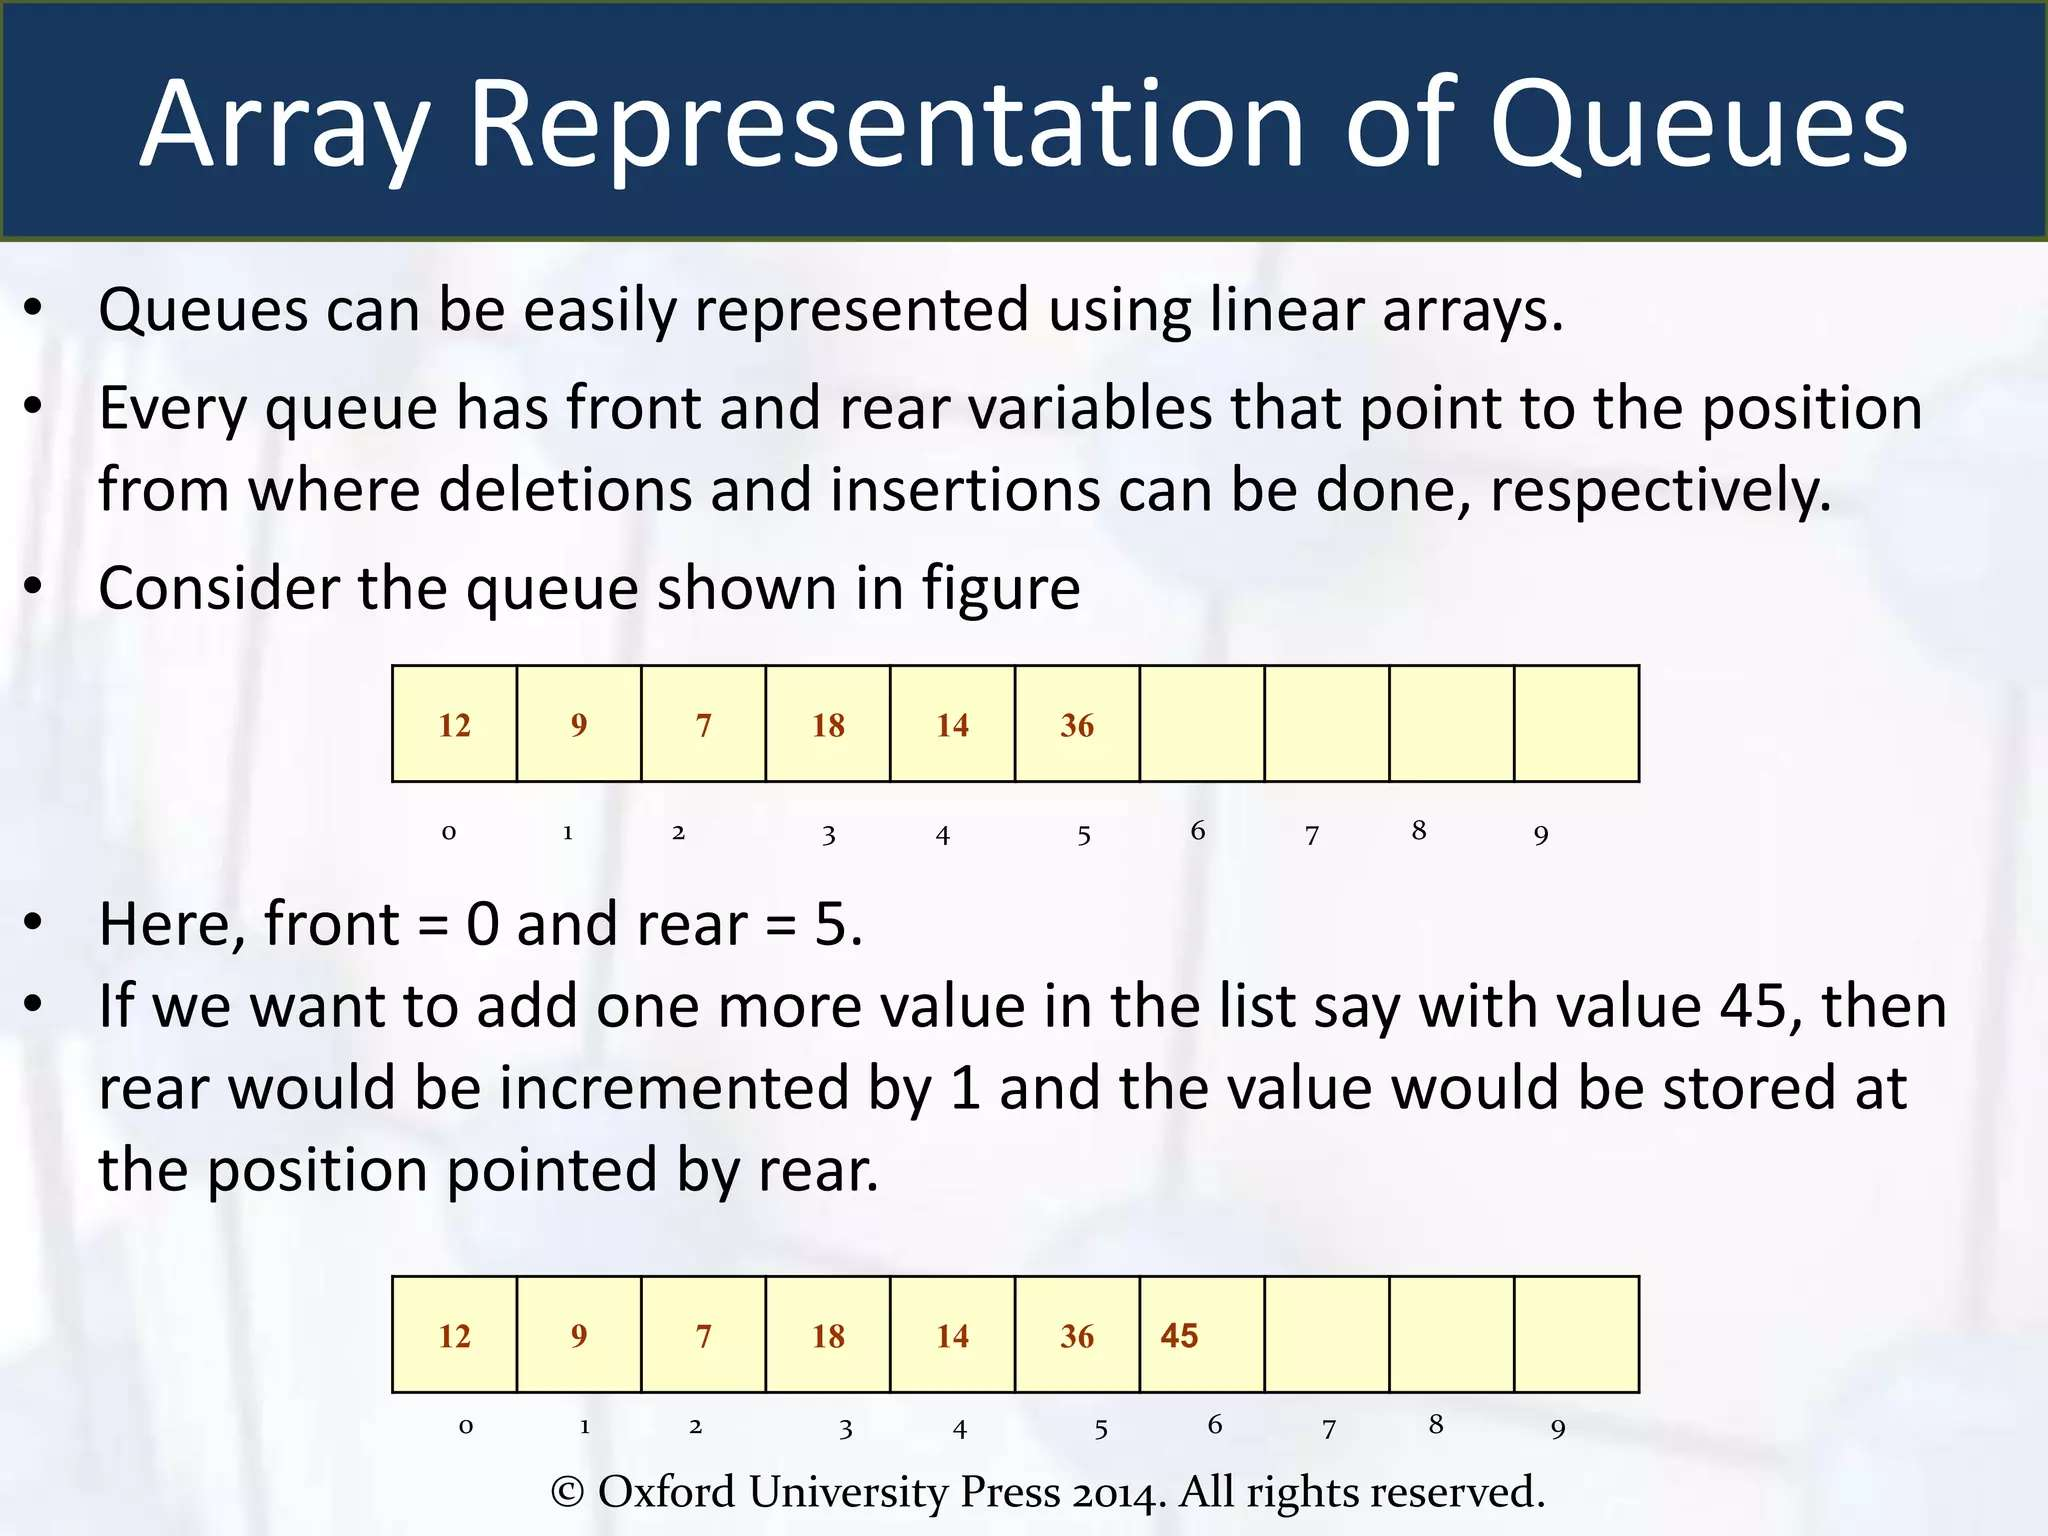 Array Representation of Queues
• Queues can be easily represented using linear arrays.
• Every queue has front and rear variables that point to the position
from where deletions and insertions can be done, respectively.
• Consider the queue shown in figure
12 9 7 18 14 36
0 1 2 3 4 5 6 7 8 9
• Here, front = 0 and rear = 5.
• If we want to add one more value in the list say with value 45, then
rear would be incremented by 1 and the value would be stored at
the position pointed by rear.
12 9 7 18 14 36 45
0 1 2 3 4 5 6 7 8 9
© Oxford University Press 2014. All rights reserved.